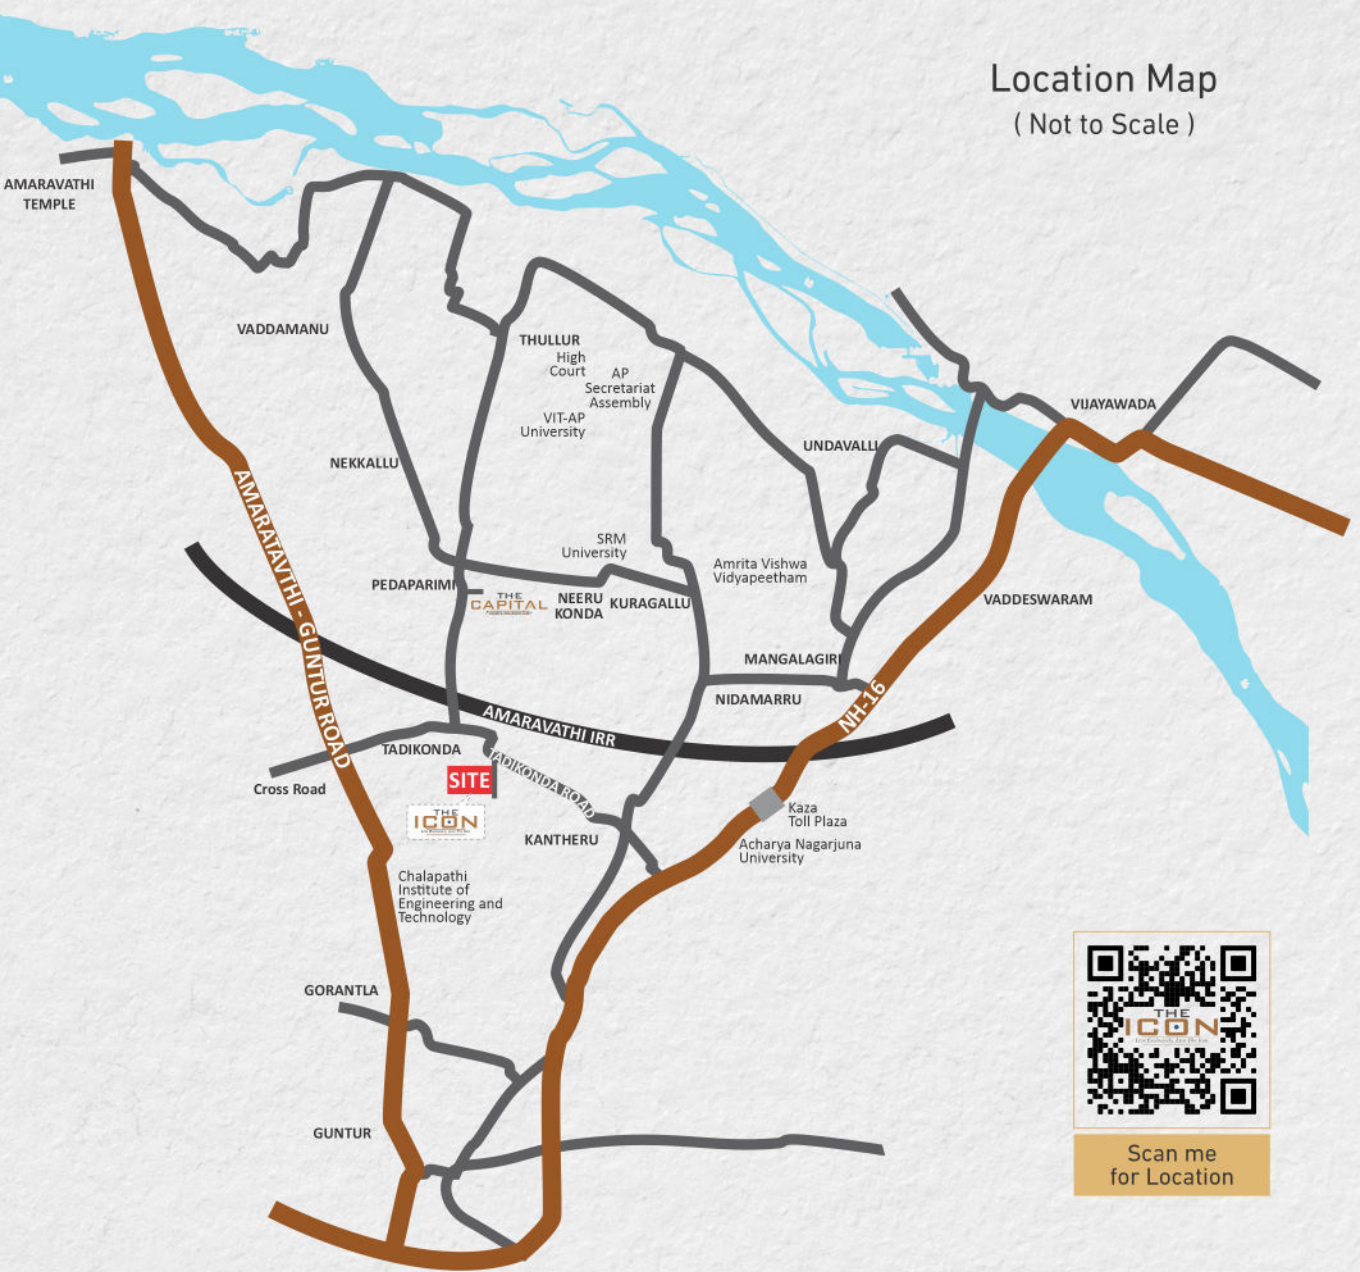 Location Map
( Not to Scale )
AMARAVATHI
TEMPLE
VADDAMANU
THULLUR
High
Court
AP
Secretariat
Assembly
VIT-AP
University
VIJAYAWADA
UNDAVALLI
NEKKALLU
AMARATAVTHI - GUNTUR ROAD
SRM
University
Amrita Vishwa
Vidyapeetham
PEDAPARIMI
THE
CAPITAL
NEERU
KONDA
KURAGALLU
VADDESWARAM
MANGALAGIRI
NIDAMARRU
NH-16
AMARAVATHI IRR
TADIKONDA
TADIKONDA ROAD
Cross Road
SITE
THE
ICON
KANTHERU
Kaza
Toll Plaza
Acharya Nagarjuna
University
Chalapathi
Institute of
Engineering and
Technology
GORANTLA
GUNTUR
THE
ICON
Scan me
for Location